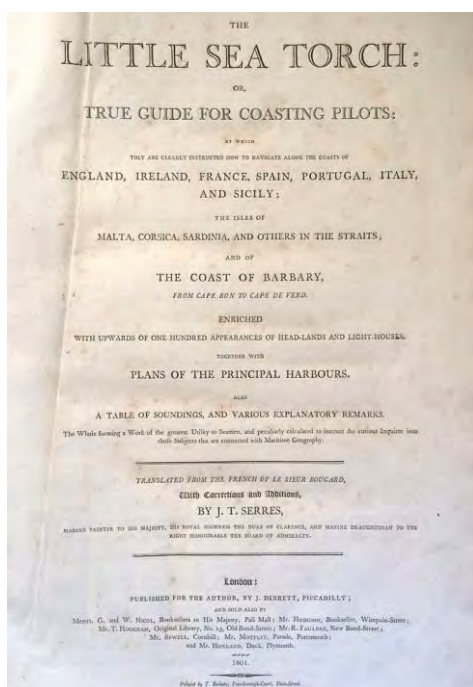 THE
LITTLE SEA TORCH:
OR,
TRUE GUIDE FOR COASTING PILOTS:
BY WHICH
THEY ARE CLEARLY INSTRUCTED HOW TO NAVIGATE ALONG THE COASTS OF
ENGLAND, IRELAND, FRANCE, SPAIN, PORTUGAL, ITALY,
AND SICILY;
THE ISLES OF
MALTA, CORSICA, SARDINIA, AND OTHERS IN THE STRAITS;
AND OF
THE COAST OF BARBARY,
FROM CAPE BON TO CAPE DE VERD.
ENRICHED
WITH UPWARDS OF ONE HUNDRED APPEARANCES OF HEAD-LANDS AND LIGHT-HOUSES.
TOGETHER WITH
PLANS OF THE PRINCIPAL HARBOURS.
ALSO
A TABLE OF SOUNDINGS, AND VARIOUS EXPLANATORY REMARKS.
The Whole forming a Work of the greatest Utility to Seamen, and peculiarly calculated to instruct the curious Inquirer into
those Subjects that are connected with Maritime Geography.
TRANSLATED FROM THE FRENCH OF LE SIEUR BOUGARD,
With Corrections and Additions,
BY J. T. SERRES,
MARINE PAINTER TO HIS MAJESTY, HIS ROYAL HIGHNESS THE DUKE OF CLARENCE, AND MARINE DRAUGHTSMAN TO THE
RIGHT HONOURABLE THE BOARD OF ADMIRALTY.
London:
PUBLISHED FOR THE AUTHOR, BY J. DEBRETT, PICCADILLY;
AND SOLD ALSO BY
Messrs. G. and W. NICOL, Booksellers to His Majesty, Pall Mall; Mr. Bookseller, Wimpole-Street;
Mr. T. HOOKHAM, Original Library, No. 15, Old Bond-Street; Mr. R. FAULDER, New Bond-Street;
Mr. SEWELL, Cornhill; Mr. MOTTLEY, Parade, Portsmouth;
and Mr. Dock, Plymouth.
1801.
Printed by T.